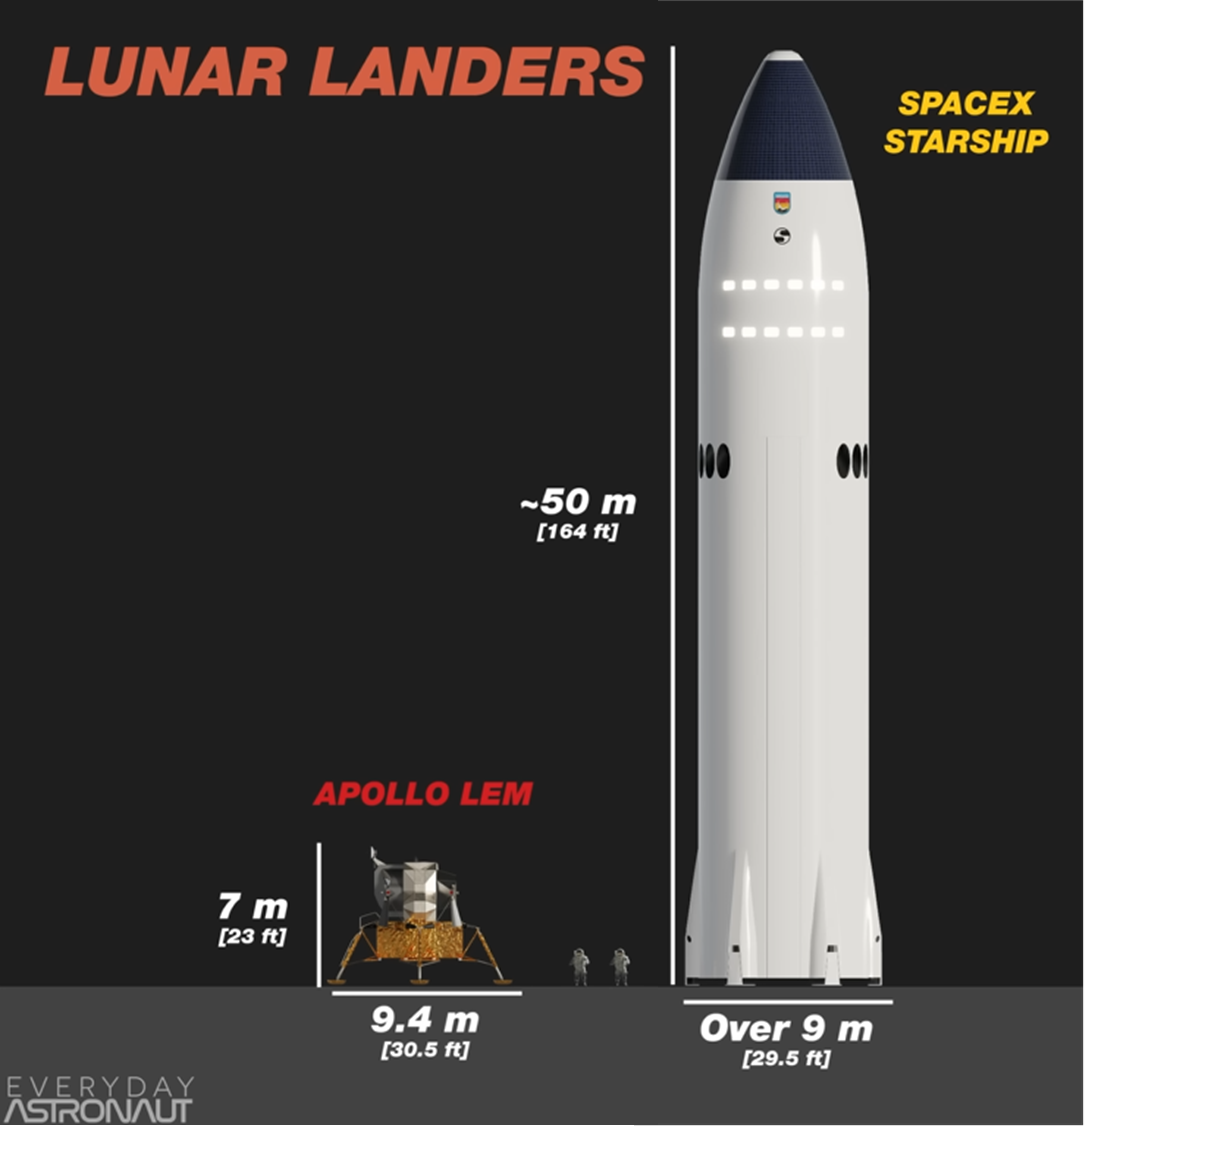 LUNAR LANDERS
SPACEX
STARSHIP
~50 m
[164 ft]
APOLLO LEM
7 m
[23 ft]
9.4 m
[30.5 ft]
Over 9 m
[29.5 ft]
EVERYDAY
ASTRONAUT